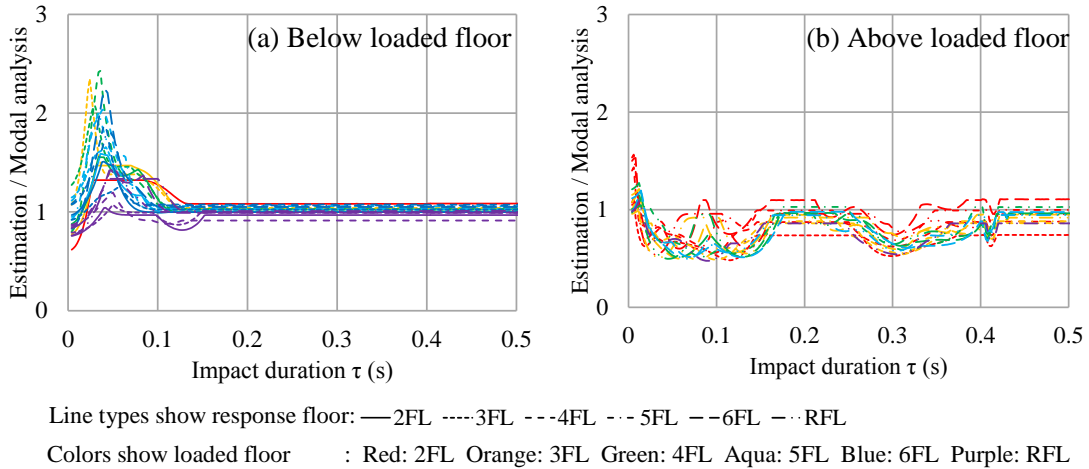 (a) Below loaded floor
Estimation / Modal analysis
3
2
1
0
0 0.1 0.2 0.3 0.4 0.5
Impact duration τ (s)
(b) Above loaded floor
Estimation / Modal analysis
3
2
1
0
0 0.1 0.2 0.3 0.4 0.5
Impact duration τ (s)
Line types show response floor: 2FL 3FL 4FL 5FL 6FL RFL
Colors show loaded floor : Red: 2FL Orange: 3FL Green: 4FL Aqua: 5FL Blue: 6FL Purple: RFL